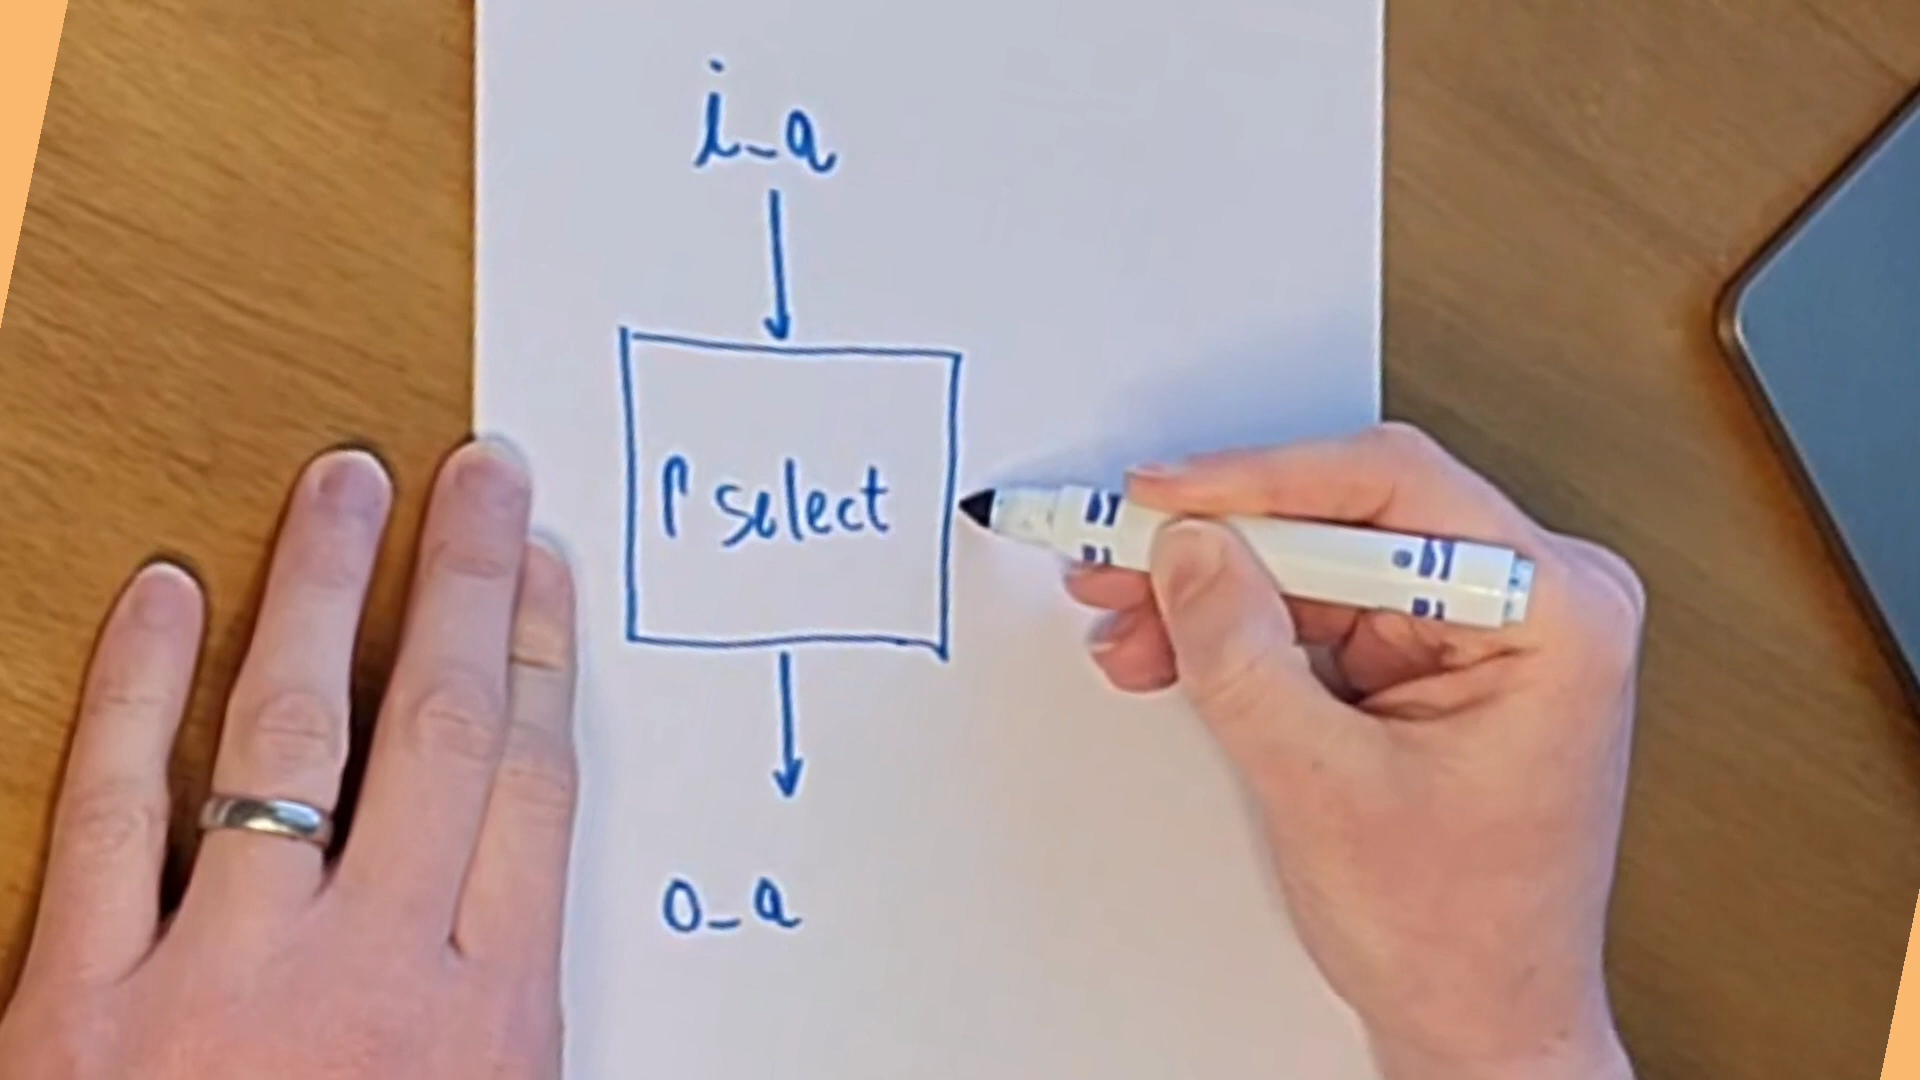 i_a
↑ select
o_a